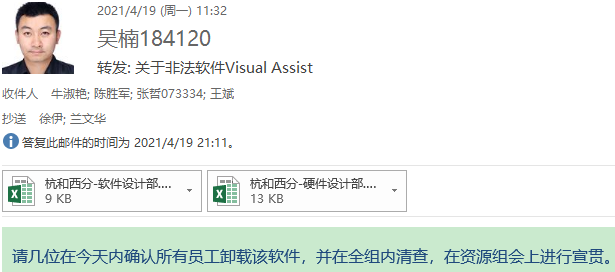 2021/4/19 (周一) 11:32
吴楠184120
转发: 关于非法软件Visual Assist
收件人 牛淑艳; 陈胜军; 张哲073334; 王斌
抄送 徐伊; 兰文华
答复此邮件的时间为 2021/4/19 21:11。
杭和西分-软件设计部.... 杭和西分-硬件设计部....
9 KB 13 KB
请几位在今天内确认所有员工卸载该软件，并在全组内清查，在资源组会上进行宣贯。